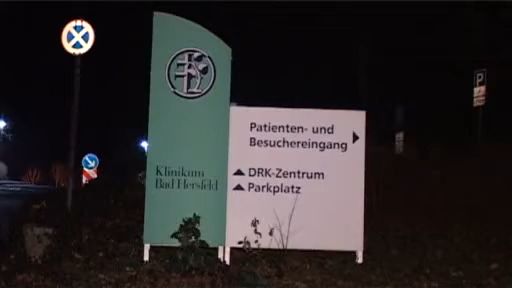 Klinikum
Bad Hersfeld
Patienten- und
Besuchereingang
DRK-Zentrum
Parkplatz
P